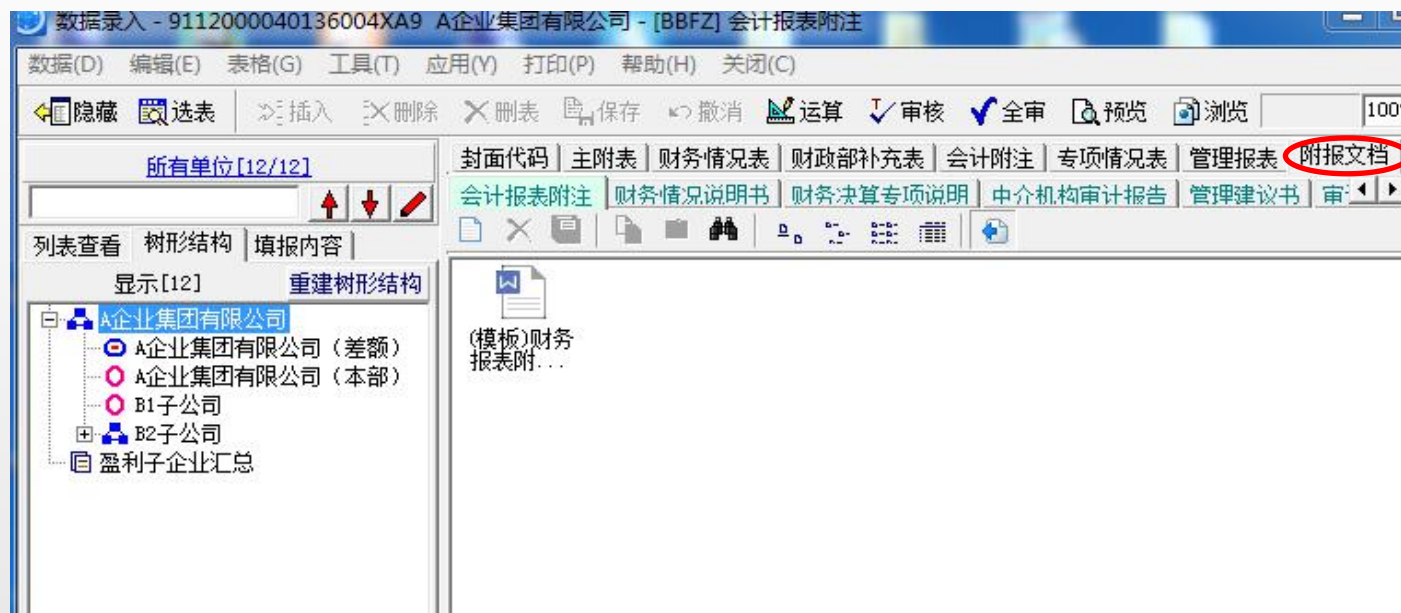 数据录入 - 9112000040136004XA9 A企业集团有限公司 - [BBFZ] 会计报表附注
数据(D) 编辑(E) 表格(G) 工具(T) 应用(Y) 打印(P) 帮助(H) 关闭(C)
隐藏 选表 插入 删除 删表 保存 撤消 运算 审核 全审 预览 浏览 100%
所有单位[12/12]
封面代码 主附表 财务情况表 财政部补充表 会计附注 专项情况表 管理报表 附报文档
会计报表附注 财务情况说明书 财务决算专项说明 中介机构审计报告 管理建议书 审
列表查看 树形结构 填报内容
显示[12] 重建树形结构
A企业集团有限公司
A企业集团有限公司（差额）
A企业集团有限公司（本部）
B1子公司
B2子公司
盈利子企业汇总
(模板)财务
报表附...